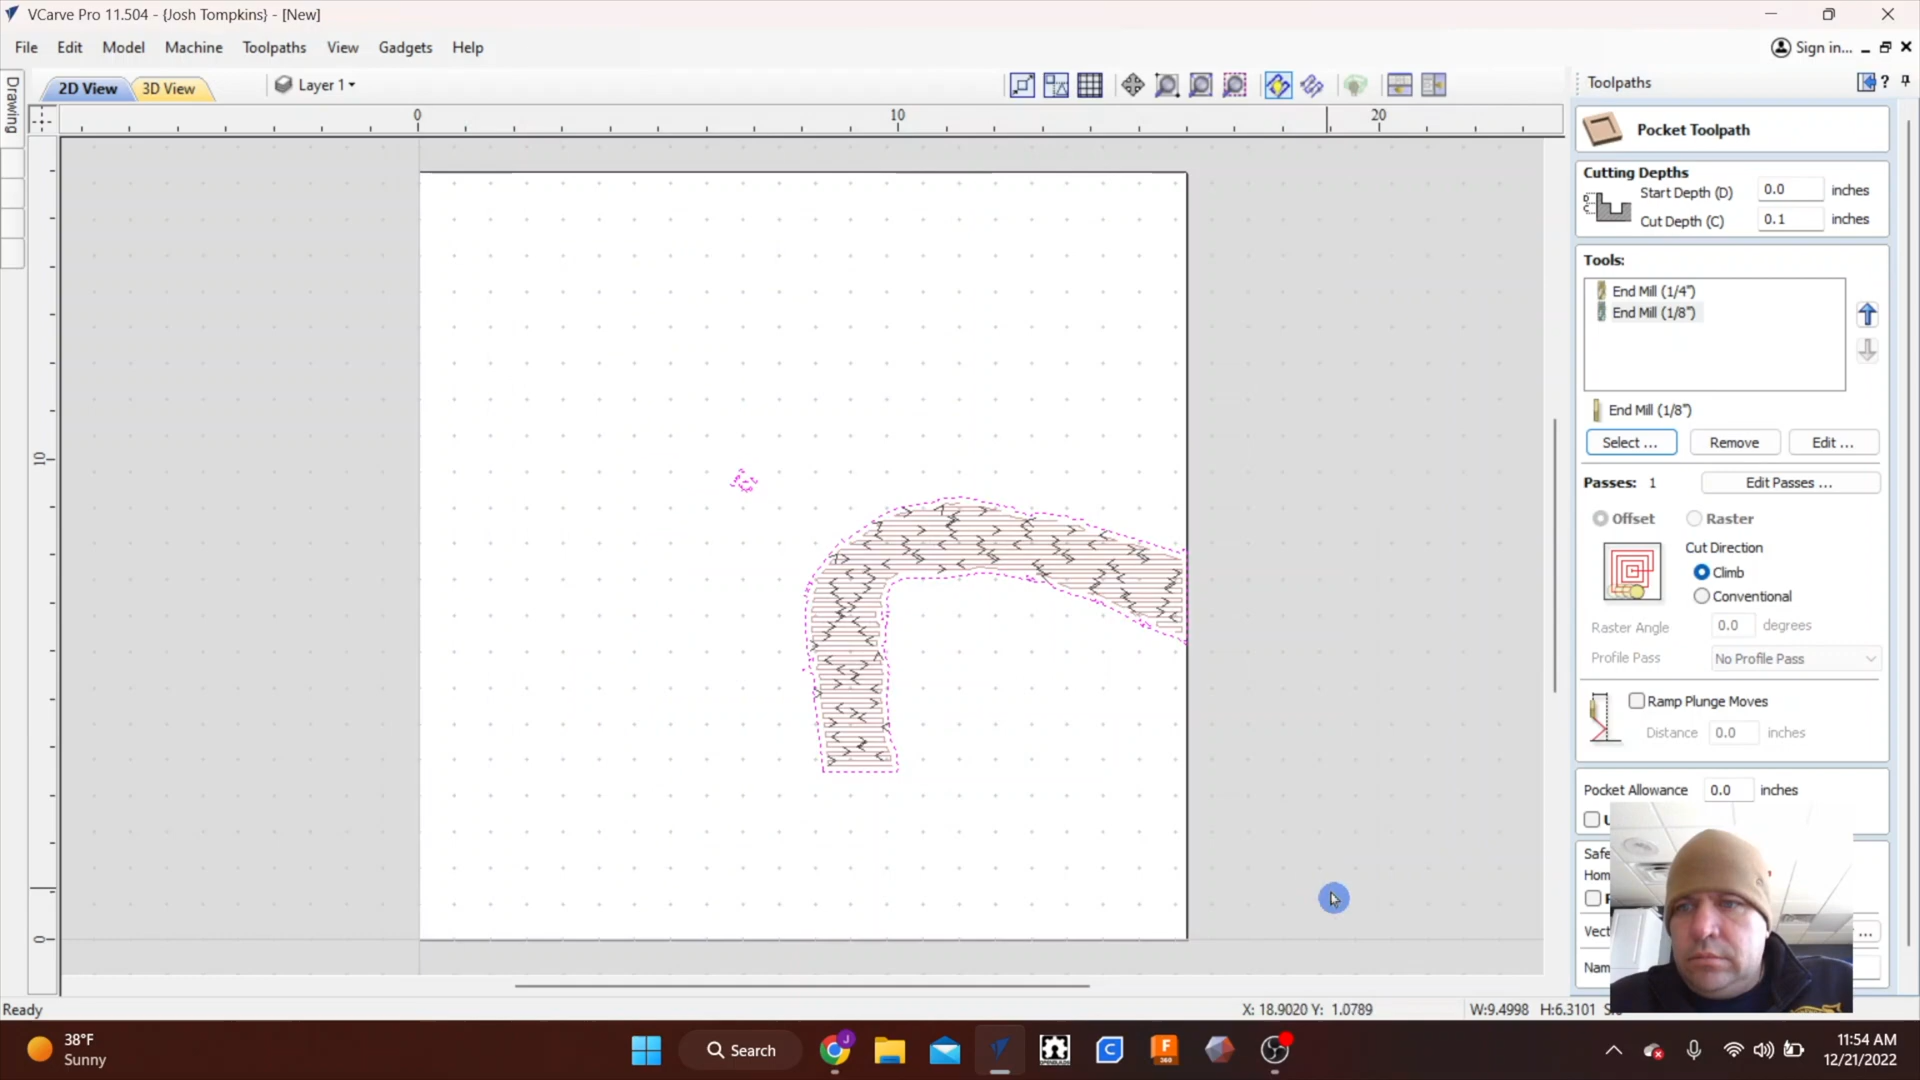 VCarve Pro 11.504 - {Josh Tompkins} - [New]
File Edit Model Machine Toolpaths View Gadgets Help
Sign in...
Drawing
2D View 3D View Layer 1
Toolpaths
0 10 20
10
0
Pocket Toolpath
Cutting Depths
Start Depth (D) 0.0 inches
Cut Depth (C) 0.1 inches
Tools:
End Mill (1/4")
End Mill (1/8")
End Mill (1/8")
Select ... Remove Edit ...
Passes: 1 Edit Passes ...
Offset Raster
Cut Direction
Climb
Conventional
Raster Angle 0.0 degrees
Profile Pass No Profile Pass
Ramp Plunge Moves
Distance 0.0 inches
Pocket Allowance 0.0 inches
Safe
Hom
Vect ...
Nam
Ready X: 18.9020 Y: 1.0789 W:9.4998 H:6.3101
38°F
Sunny
Search
11:54 AM
12/21/2022